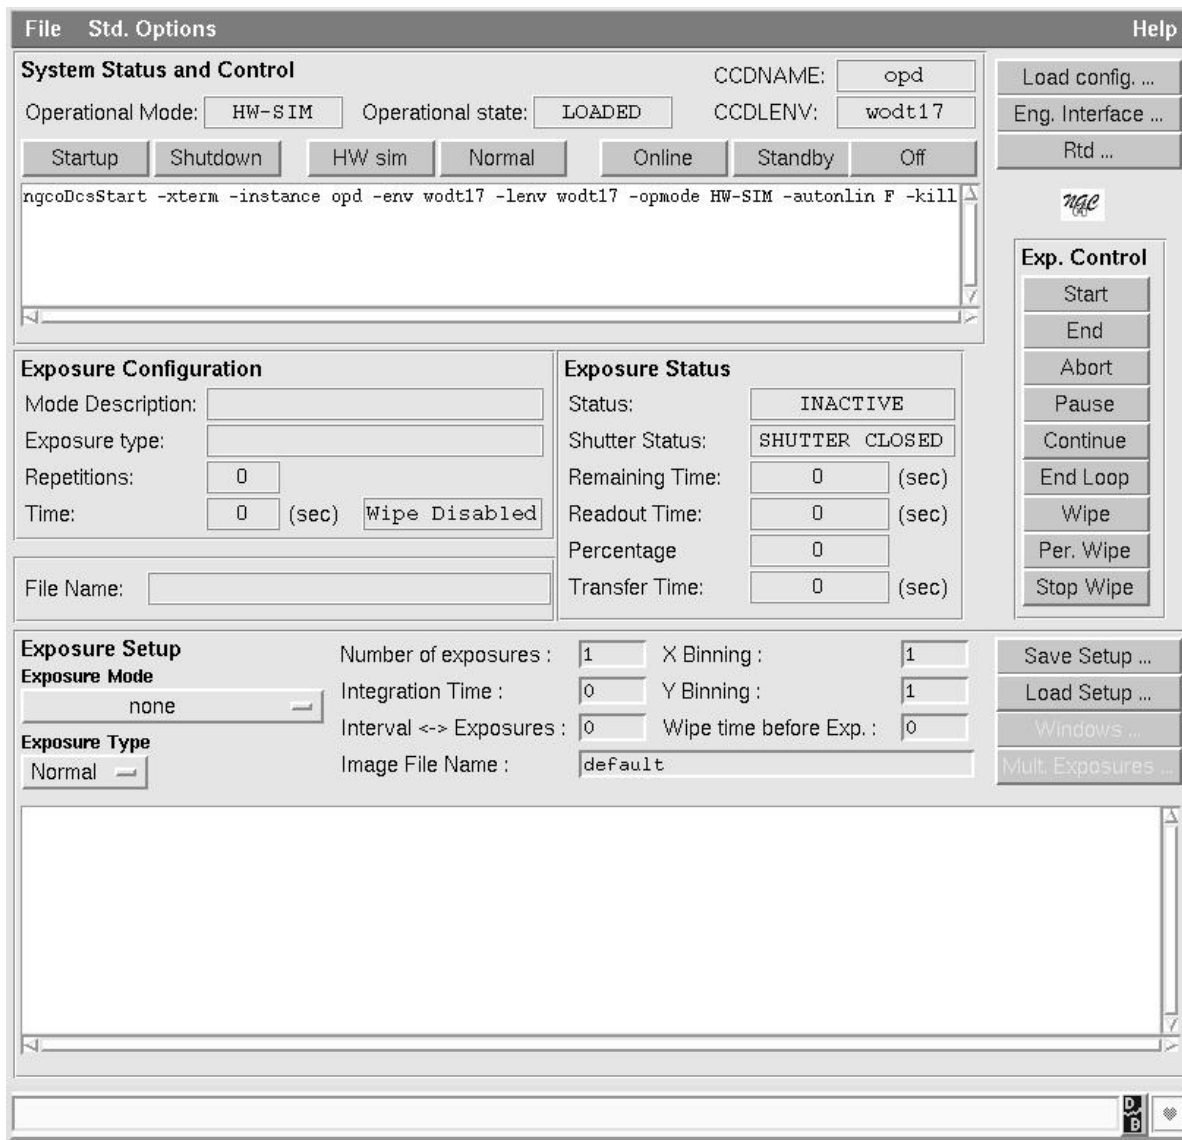 File Std. Options Help
System Status and Control
CCDNAME: opd
Load config. ...
Operational Mode: HW-SIM Operational state: LOADED CCDLENV: wodt17
Eng. Interface ...
Startup Shutdown HW sim Normal Online Standby Off
Rtd ...
ngcoDcsStart -xterm -instance opd -env wodt17 -lenv wodt17 -opmode HW-SIM -autonlin F -kill
NGC
Exp. Control
Start
End
Abort
Pause
Continue
End Loop
Wipe
Per. Wipe
Stop Wipe
Exposure Configuration
Mode Description:
Exposure type:
Repetitions: 0
Time: 0 (sec) Wipe Disabled
File Name:
Exposure Status
Status: INACTIVE
Shutter Status: SHUTTER CLOSED
Remaining Time: 0 (sec)
Readout Time: 0 (sec)
Percentage 0
Transfer Time: 0 (sec)
Exposure Setup
Exposure Mode
none
Exposure Type
Normal
Number of exposures : 1 X Binning : 1
Integration Time : 0 Y Binning : 1
Interval <-> Exposures : 0 Wipe time before Exp. : 0
Image File Name : default
Save Setup ...
Load Setup ...
Windows ...
Mult. Exposures ...
D
B